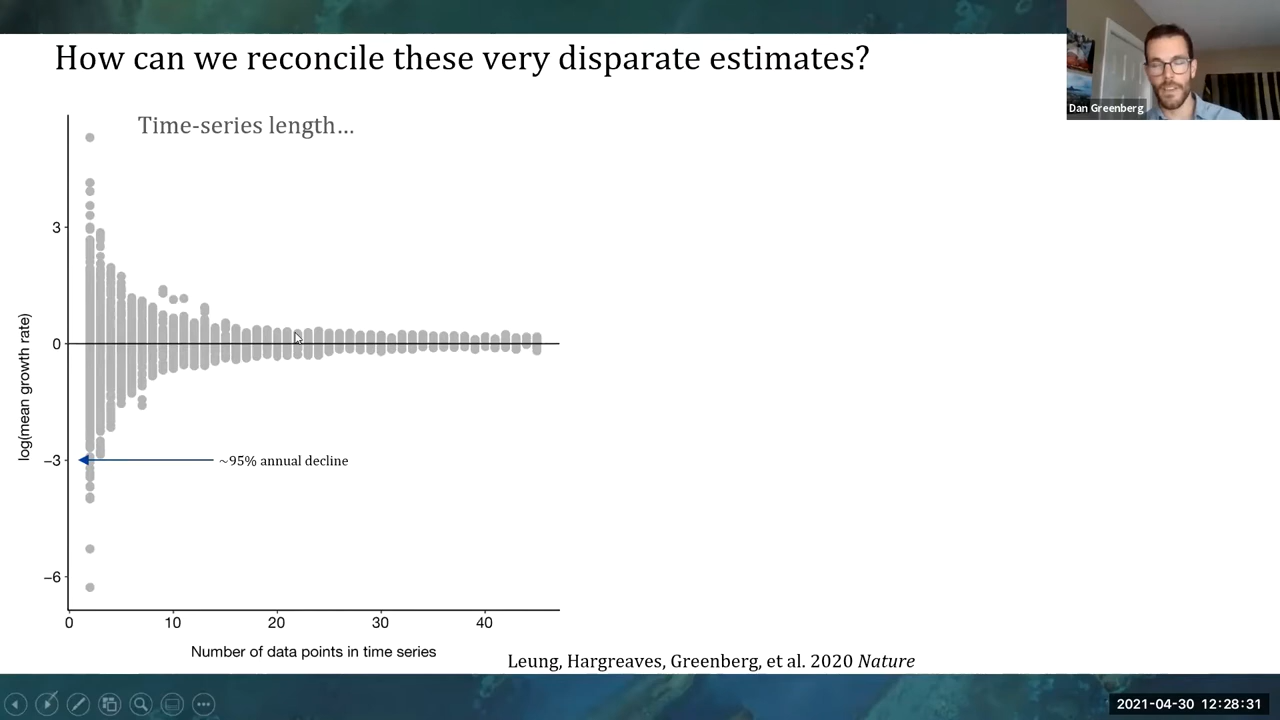 How can we reconcile these very disparate estimates?
Dan Greenberg
Time-series length…
log(mean growth rate)
3
0
−3
−6
~95% annual decline
0 10 20 30 40
Number of data points in time series
Leung, Hargreaves, Greenberg, et al. 2020 Nature
2021-04-30 12:28:31